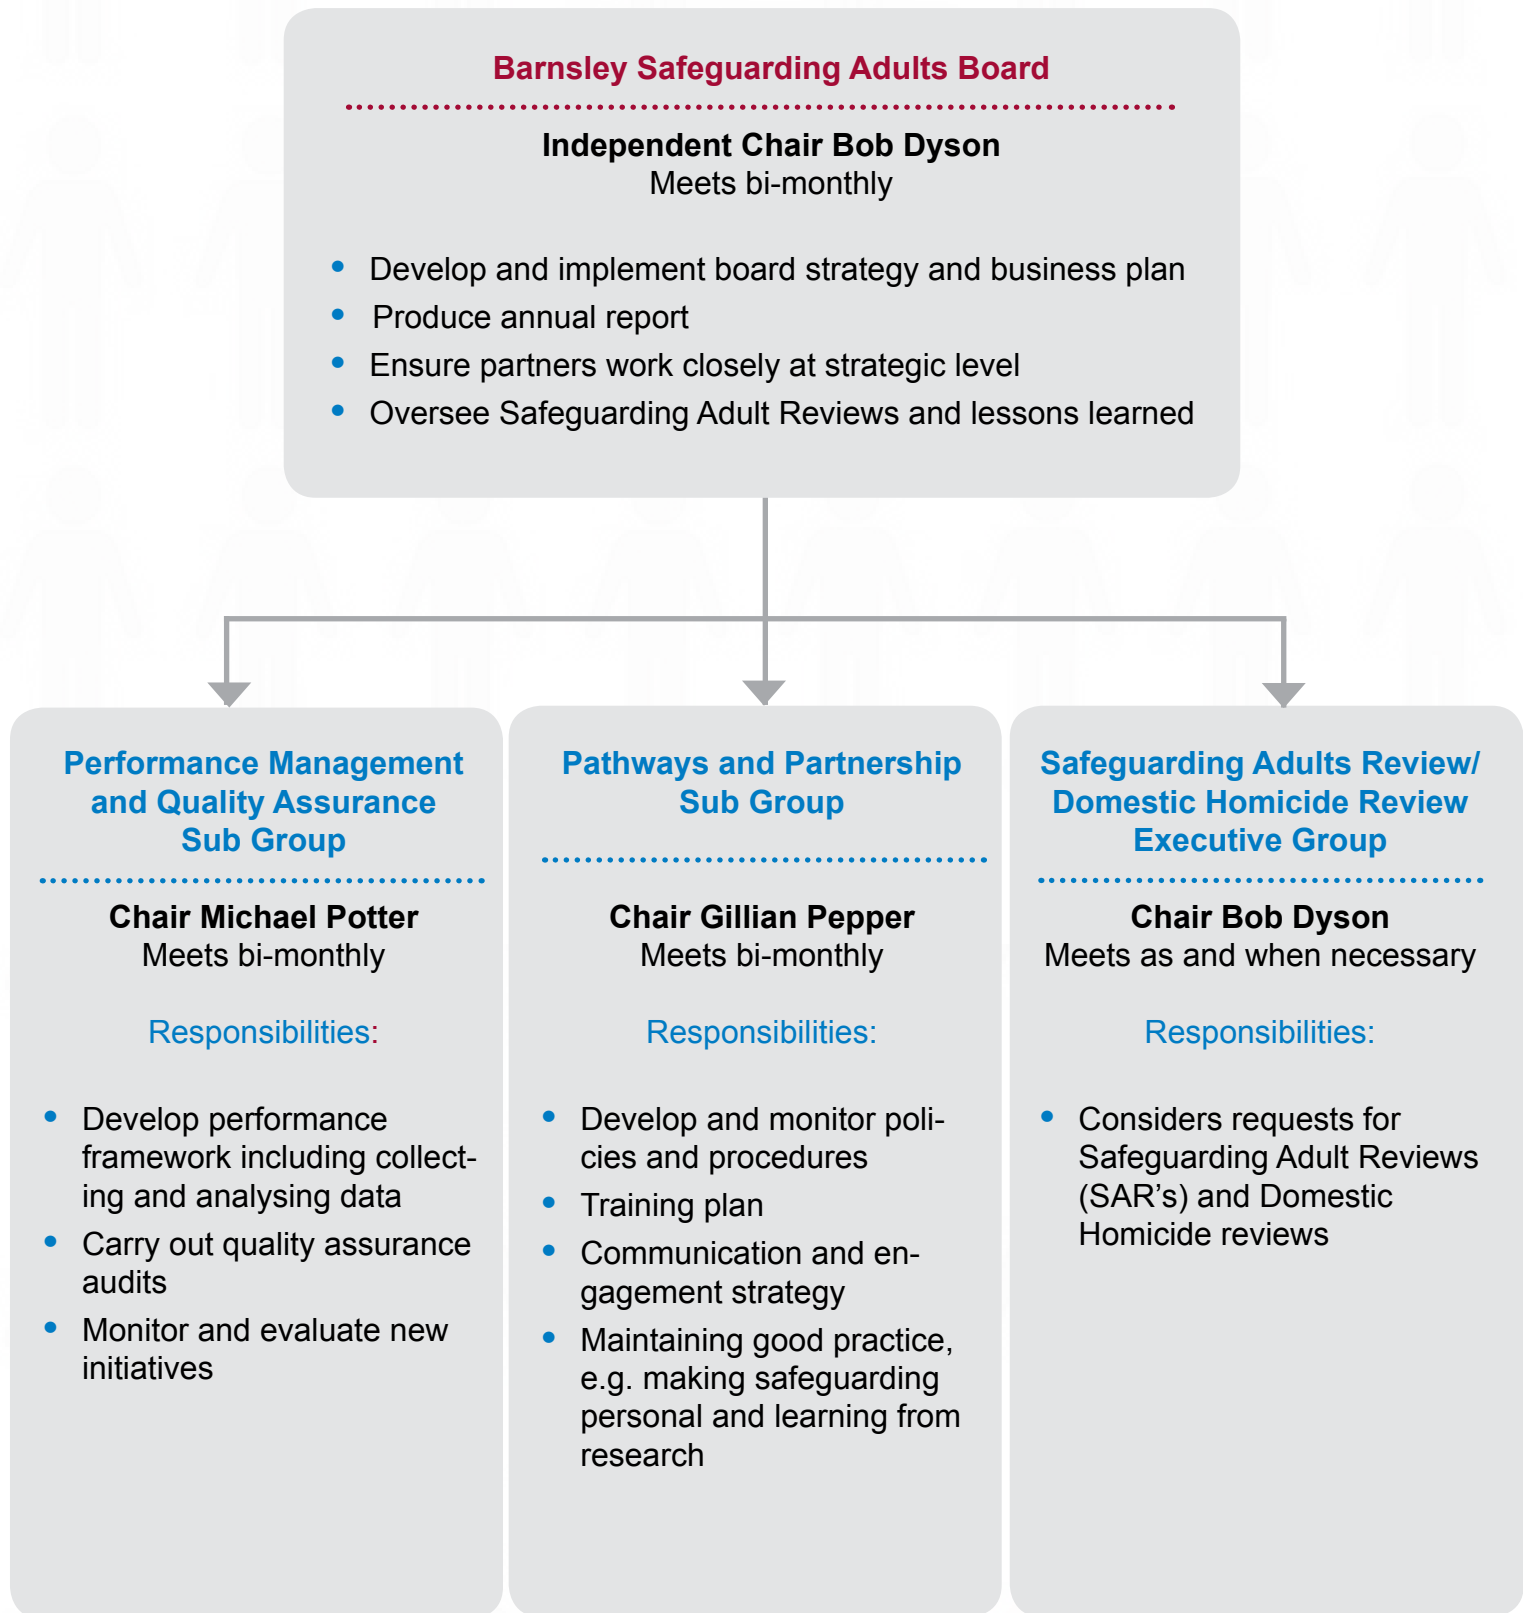 Barnsley Safeguarding Adults Board
Independent Chair Bob Dyson
Meets bi-monthly
• Develop and implement board strategy and business plan
• Produce annual report
• Ensure partners work closely at strategic level
• Oversee Safeguarding Adult Reviews and lessons learned
Performance Management
and Quality Assurance
Sub Group
Chair Michael Potter
Meets bi-monthly
Responsibilities:
• Develop performance
framework including collect-
ing and analysing data
• Carry out quality assurance
audits
• Monitor and evaluate new
initiatives
Pathways and Partnership
Sub Group
Chair Gillian Pepper
Meets bi-monthly
Responsibilities:
• Develop and monitor poli-
cies and procedures
• Training plan
• Communication and en-
gagement strategy
• Maintaining good practice,
e.g. making safeguarding
personal and learning from
research
Safeguarding Adults Review/
Domestic Homicide Review
Executive Group
Chair Bob Dyson
Meets as and when necessary
Responsibilities:
• Considers requests for
Safeguarding Adult Reviews
(SAR's) and Domestic
Homicide reviews